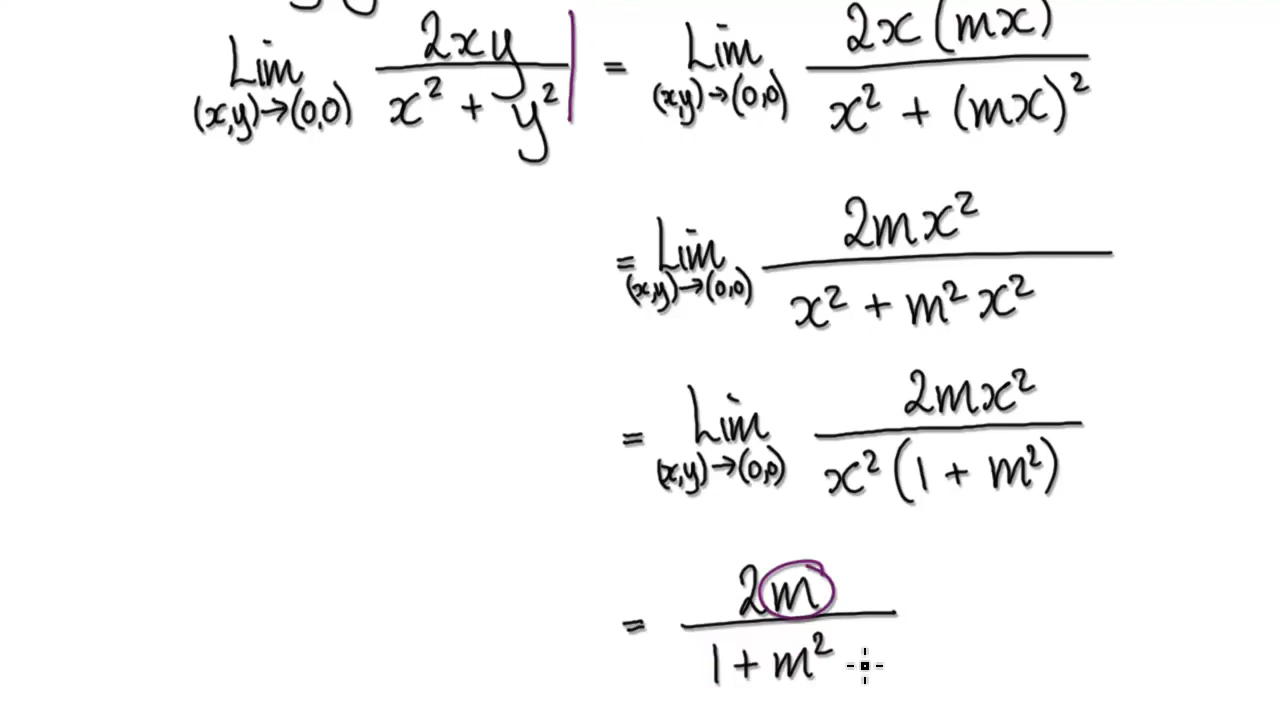 Lim (x,y)→(0,0) 2xy / x² + y² | = Lim (x,y)→(0,0) 2x(mx) / x² + (mx)²
= Lim (x,y)→(0,0) 2mx² / x² + m²x²
= Lim (x,y)→(0,0) 2mx² / x²(1 + m²)
= 2m / 1 + m²